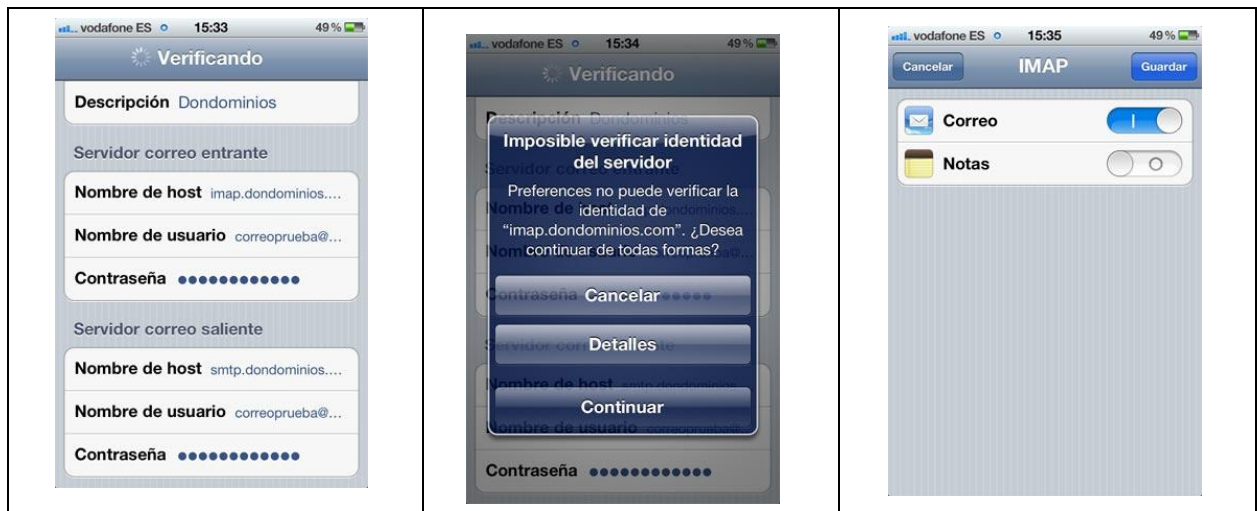 vodafone ES 15:33 49 %
Verificando
Descripción Dondominios
Servidor correo entrante
Nombre de host imap.dondominios....
Nombre de usuario correoprueba@...
Contraseña ••••••••••••
Servidor correo saliente
Nombre de host smtp.dondominios....
Nombre de usuario correoprueba@...
Contraseña ••••••••••••
vodafone ES 15:34 49 %
Verificando
Descripción Dondominios
Imposible verificar identidad
del servidor
Preferences no puede verificar la
identidad de
“imap.dondominios.com”. ¿Desea
continuar de todas formas?
Cancelar
Detalles
Continuar
Contraseña ••••••••••••
vodafone ES 15:35 49 %
Cancelar IMAP Guardar
Correo
Notas